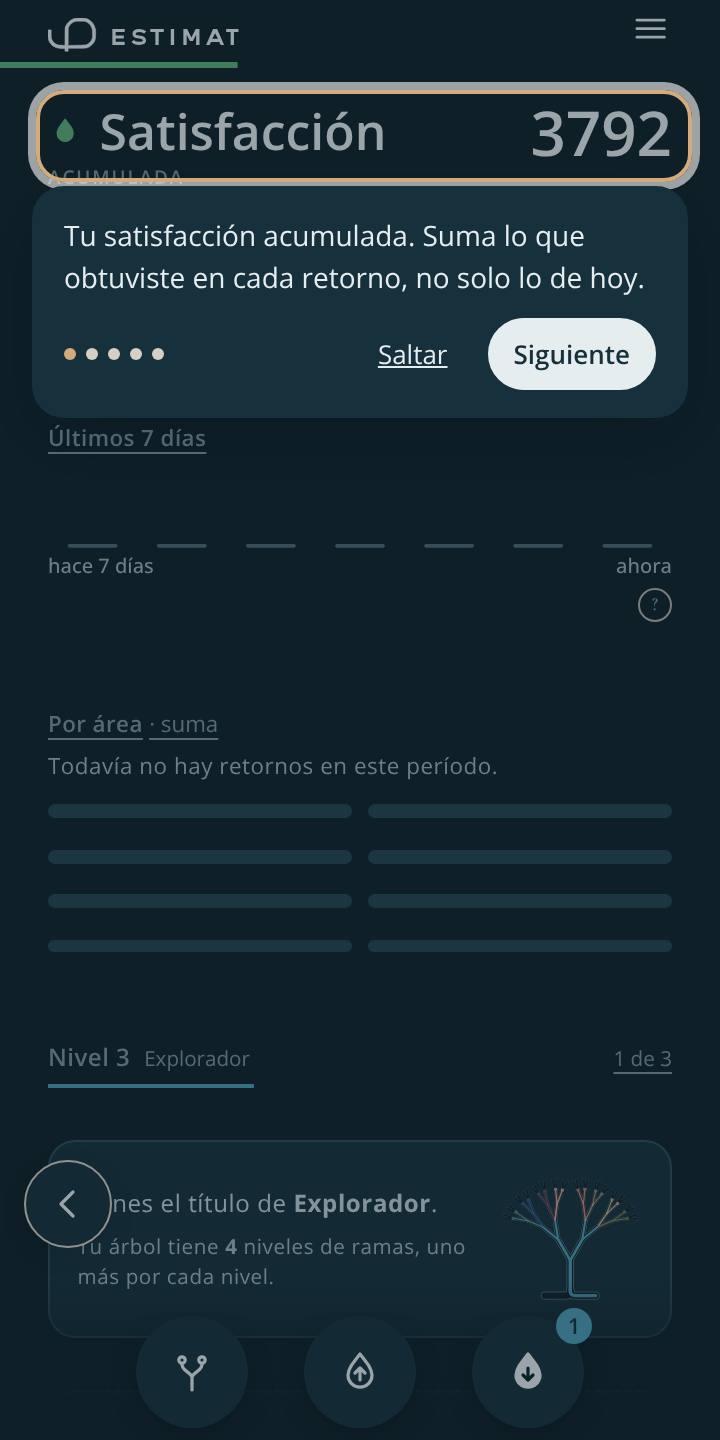 ESTIMAT
Satisfacción 3792
ACUMULADA
Tu satisfacción acumulada. Suma lo que
obtuviste en cada retorno, no solo lo de hoy.
Saltar Siguiente
Últimos 7 días
hace 7 días ahora
?
Por área · suma
Todavía no hay retornos en este período.
Nivel 3 Explorador 1 de 3
nes el título de Explorador.
Tu árbol tiene 4 niveles de ramas, uno
más por cada nivel.
1